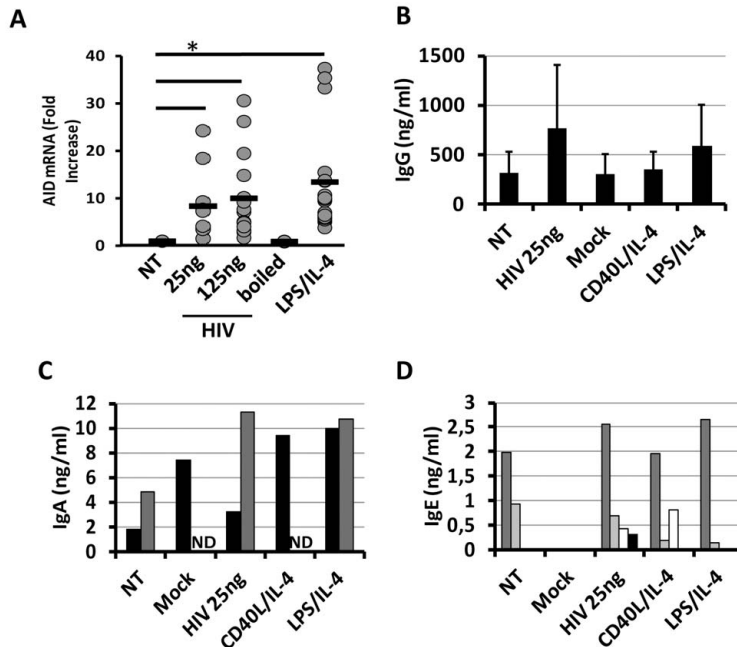 A
AID mRNA (Fold
Increase)
40
30
20
10
0
*
NT
25ng
125ng
boiled
LPS/IL-4
HIV
B
IgG (ng/ml)
1500
1000
500
0
NT
HIV 25ng
Mock
CD40L/IL-4
LPS/IL-4
C
IgA (ng/ml)
12
10
8
6
4
2
0
ND
ND
NT
Mock
HIV 25ng
CD40L/IL-4
LPS/IL-4
D
IgE (ng/ml)
3
2,5
2
1,5
1
0,5
0
NT
Mock
HIV 25ng
CD40L/IL-4
LPS/IL-4